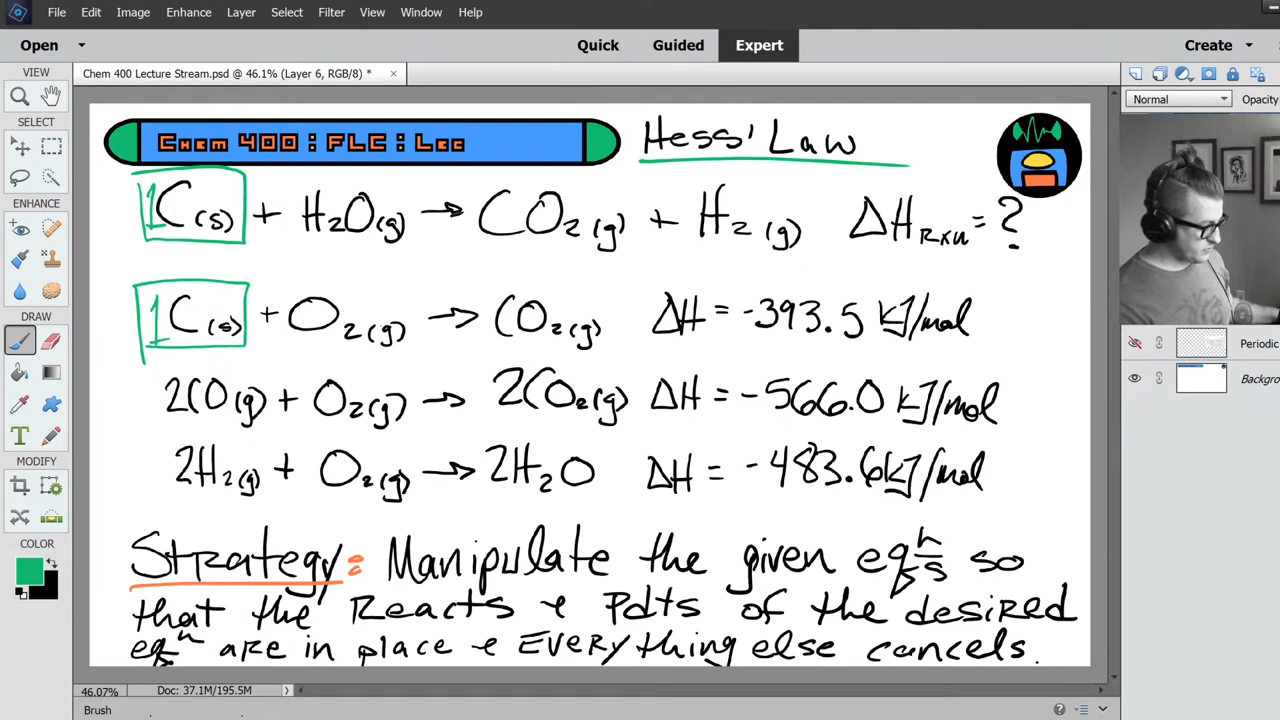 File Edit Image Enhance Layer Select Filter View Window Help
Open Quick Guided Expert Create
VIEW Chem 400 Lecture Stream.psd @ 46.1% (Layer 6, RGB/8) * ×
Normal Opacity
SELECT
ENHANCE
DRAW
MODIFY
COLOR
Chem 400 : FLC : Lec Hess' Law
1C(s) + H₂O(g) → CO₂(g) + H₂(g) ΔH Rxn = ?
1C(s) + O₂(g) → CO₂(g) ΔH = -393.5 kJ/mol
2CO(g) + O₂(g) → 2CO₂(g) ΔH = -566.0 kJ/mol
2H₂(g) + O₂(g) → 2H₂O ΔH = -483.6kJ/mol
Strategy: Manipulate the given eqⁿs so
that the Reacts & Pdts of the desired
eqⁿ are in place & Everything else cancels.
Periodic
Backgro
46.07% Doc: 37.1M/195.5M
Brush